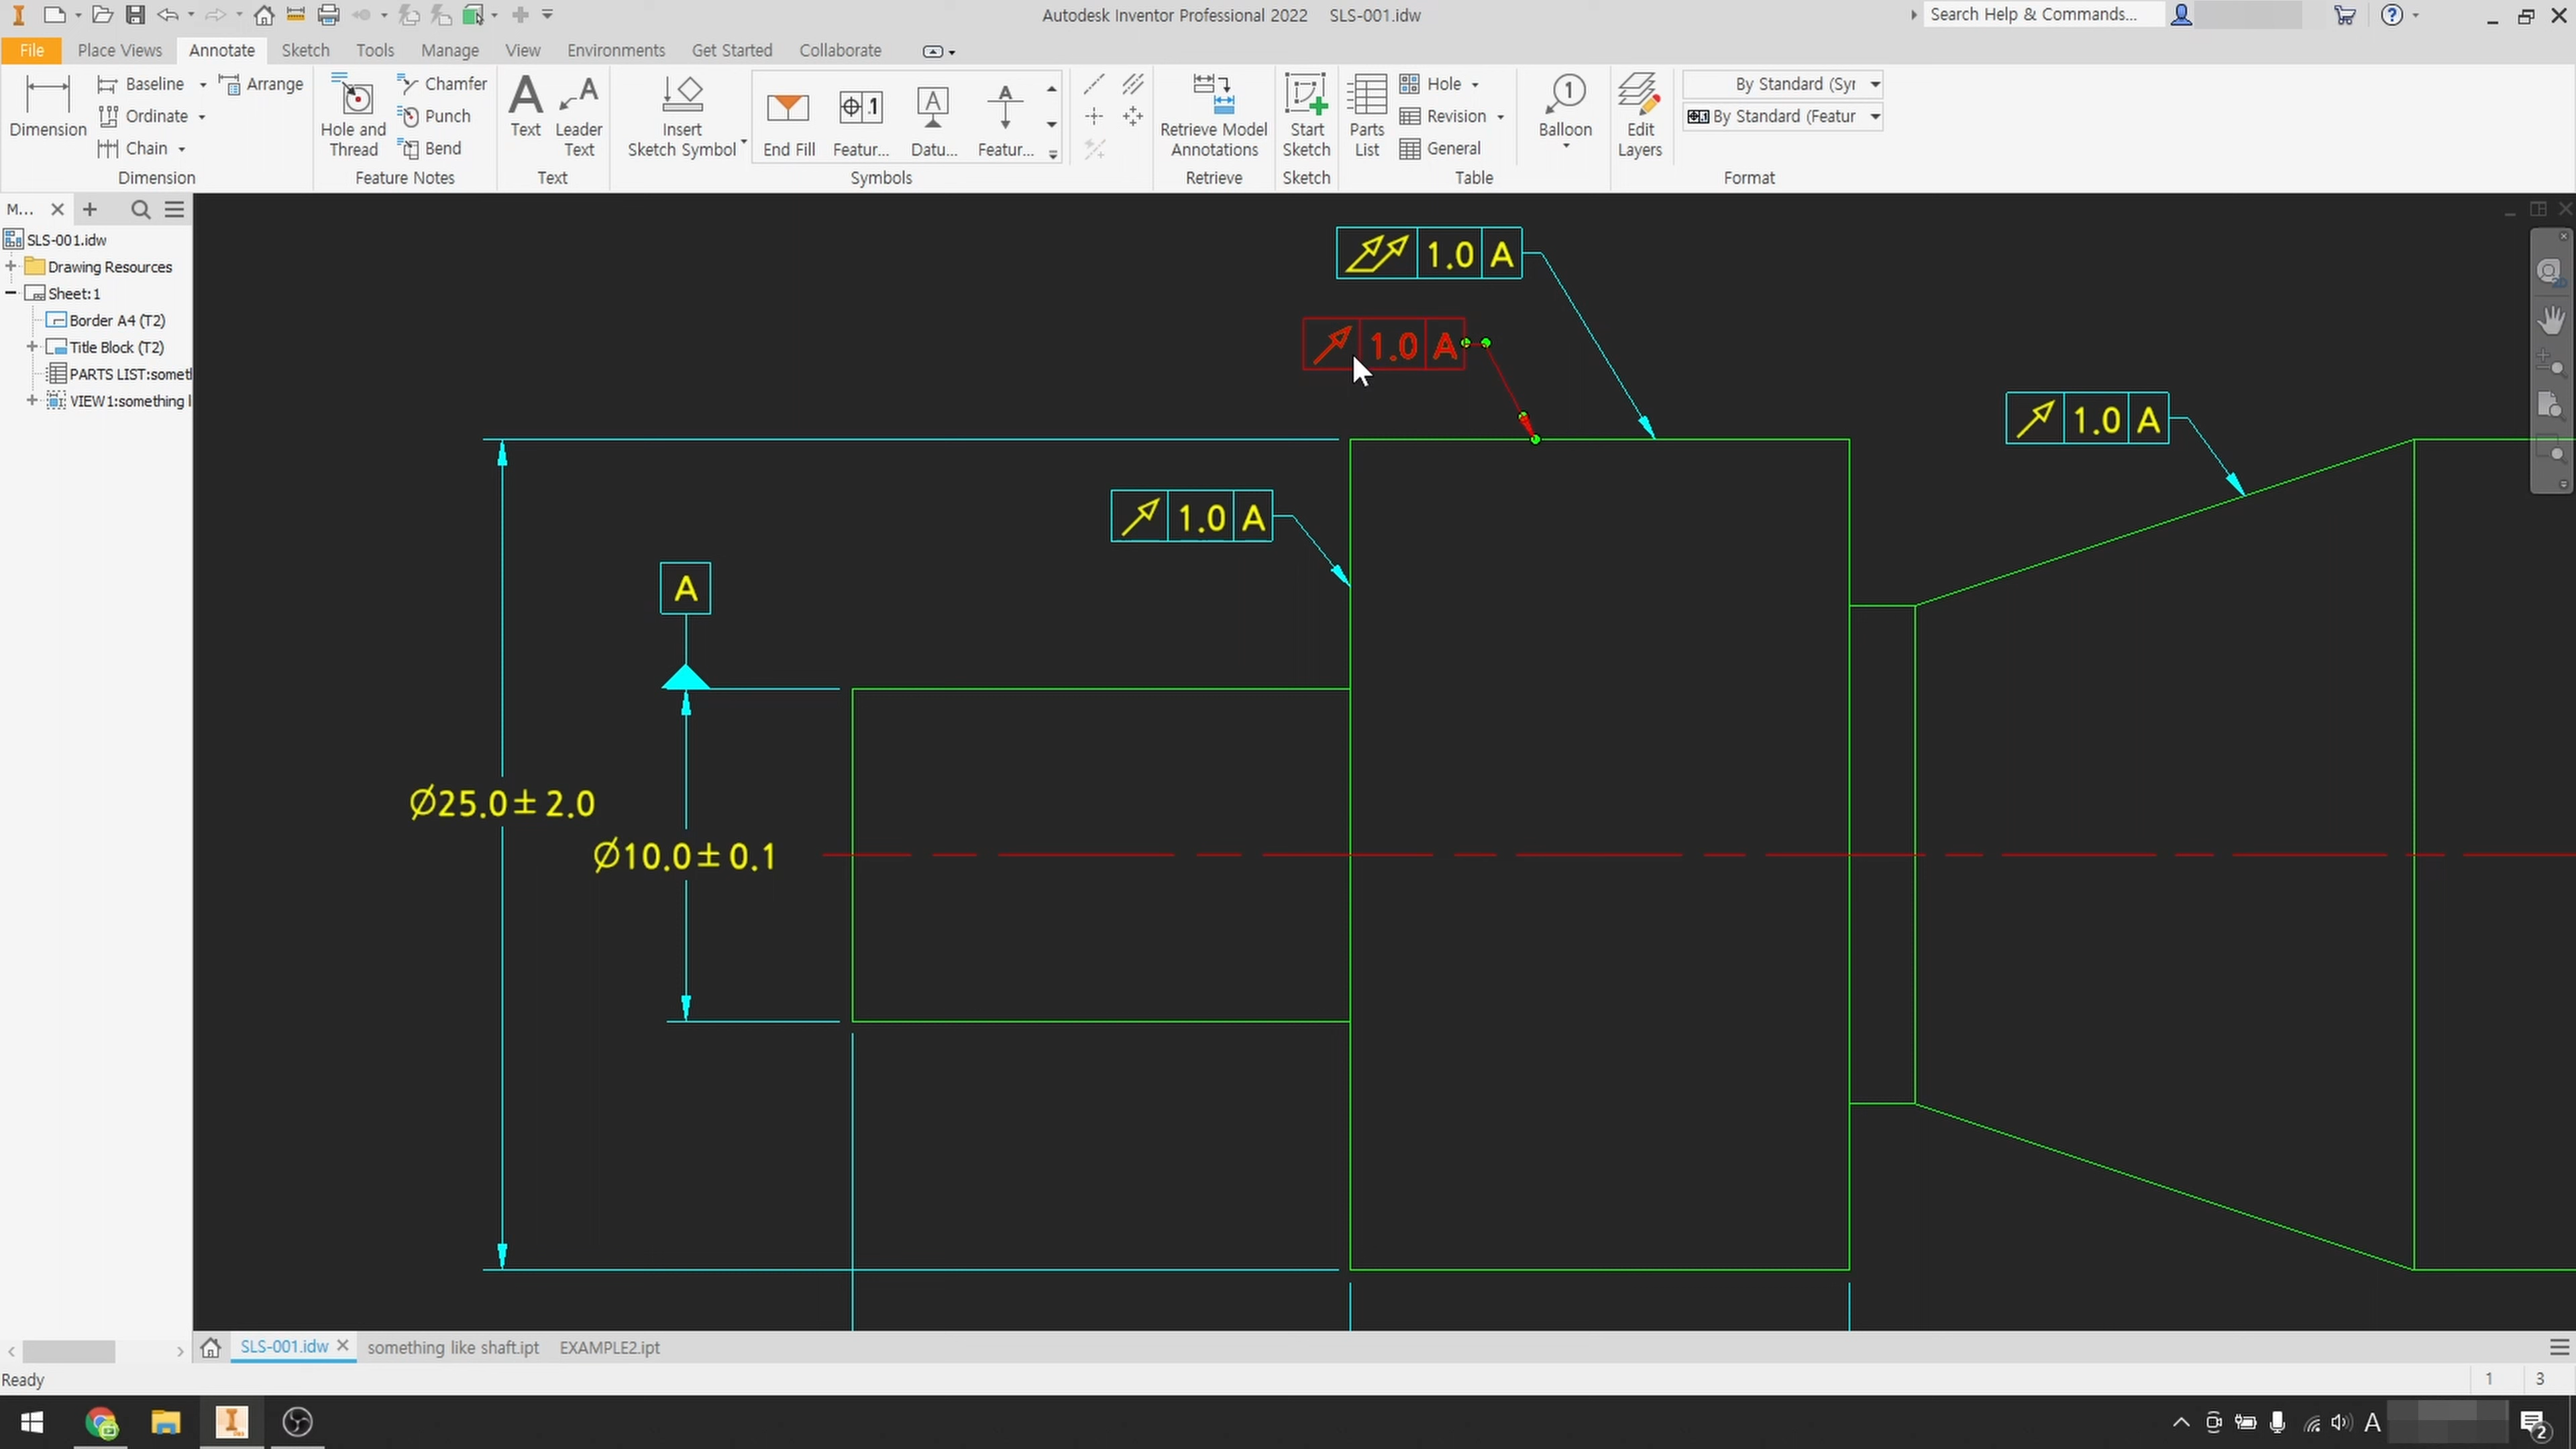 Autodesk Inventor Professional 2022 SLS-001.idw
Search Help & Commands...
File Place Views Annotate Sketch Tools Manage View Environments Get Started Collaborate
Dimension
Baseline
Arrange
Ordinate
Chain
Dimension
Hole and
Thread
Chamfer
Punch
Bend
Feature Notes
Text
Leader
Text
Text
Insert
Sketch Symbol
End Fill
Featur...
Datu...
Featur...
Symbols
Retrieve Model
Annotations
Retrieve
Start
Sketch
Sketch
Parts
List
Hole
Revision
General
Table
1
Balloon
Edit
Layers
By Standard (Syr
By Standard (Featur
Format
M...
SLS-001.idw
Drawing Resources
Sheet:1
Border A4 (T2)
Title Block (T2)
PARTS LIST:somet
VIEW1:something l
1.0 A
1.0 A
1.0 A
1.0 A
A
Ø25.0± 2.0
Ø10.0± 0.1
SLS-001.idw something like shaft.ipt EXAMPLE2.ipt
Ready
1 3
A
2